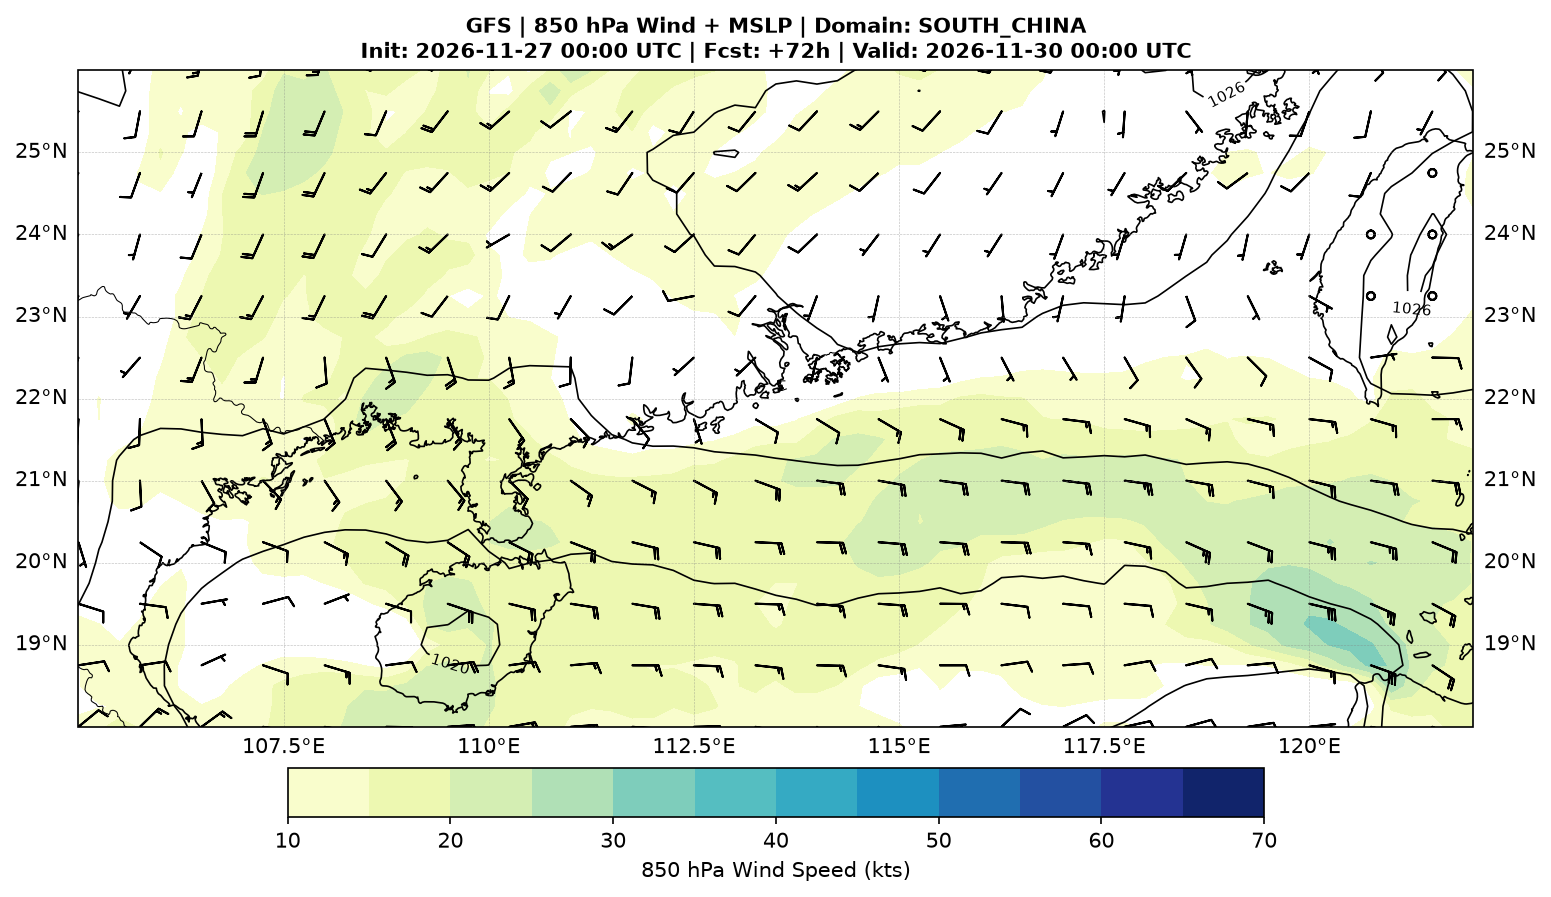 GFS | 850 hPa Wind + MSLP | Domain: SOUTH_CHINA
Init: 2026-11-27 00:00 UTC | Fcst: +72h | Valid: 2026-11-30 00:00 UTC
1026
25°N 25°N
24°N 24°N
1026
23°N 23°N
22°N 22°N
21°N 21°N
20°N 20°N
1020
19°N 19°N
107.5°E 110°E 112.5°E 115°E 117.5°E 120°E
10 20 30 40 50 60 70
850 hPa Wind Speed (kts)